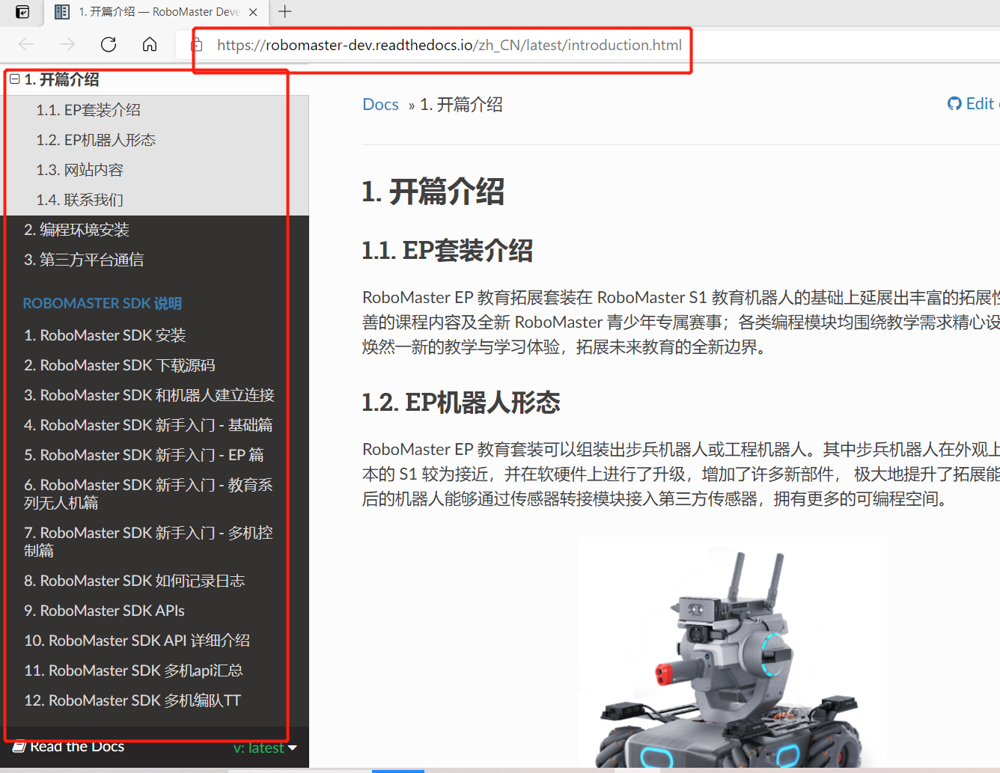 1. 开篇介绍 — RoboMaster Deve
https://robomaster-dev.readthedocs.io/zh_CN/latest/introduction.html
1. 开篇介绍
1.1. EP套装介绍
1.2. EP机器人形态
1.3. 网站内容
1.4. 联系我们
2. 编程环境安装
3. 第三方平台通信
ROBOMASTER SDK 说明
1. RoboMaster SDK 安装
2. RoboMaster SDK 下载源码
3. RoboMaster SDK 和机器人建立连接
4. RoboMaster SDK 新手入门 - 基础篇
5. RoboMaster SDK 新手入门 - EP 篇
6. RoboMaster SDK 新手入门 - 教育系
列无人机篇
7. RoboMaster SDK 新手入门 - 多机控
制篇
8. RoboMaster SDK 如何记录日志
9. RoboMaster SDK APIs
10. RoboMaster SDK API 详细介绍
11. RoboMaster SDK 多机api汇总
12. RoboMaster SDK 多机编队TT
Read the Docs
v: latest
Docs » 1. 开篇介绍
Edit
1. 开篇介绍
1.1. EP套装介绍
RoboMaster EP 教育拓展套装在 RoboMaster S1 教育机器人的基础上延展出丰富的拓展性
善的课程内容及全新 RoboMaster 青少年专属赛事；各类编程模块均围绕教学需求精心设
焕然一新的教学与学习体验，拓展未来教育的全新边界。
1.2. EP机器人形态
RoboMaster EP 教育套装可以组装出步兵机器人或工程机器人。其中步兵机器人在外观上
本的 S1 较为接近，并在软硬件上进行了升级，增加了许多新部件， 极大地提升了拓展能
后的机器人能够通过传感器转接模块接入第三方传感器，拥有更多的可编程空间。